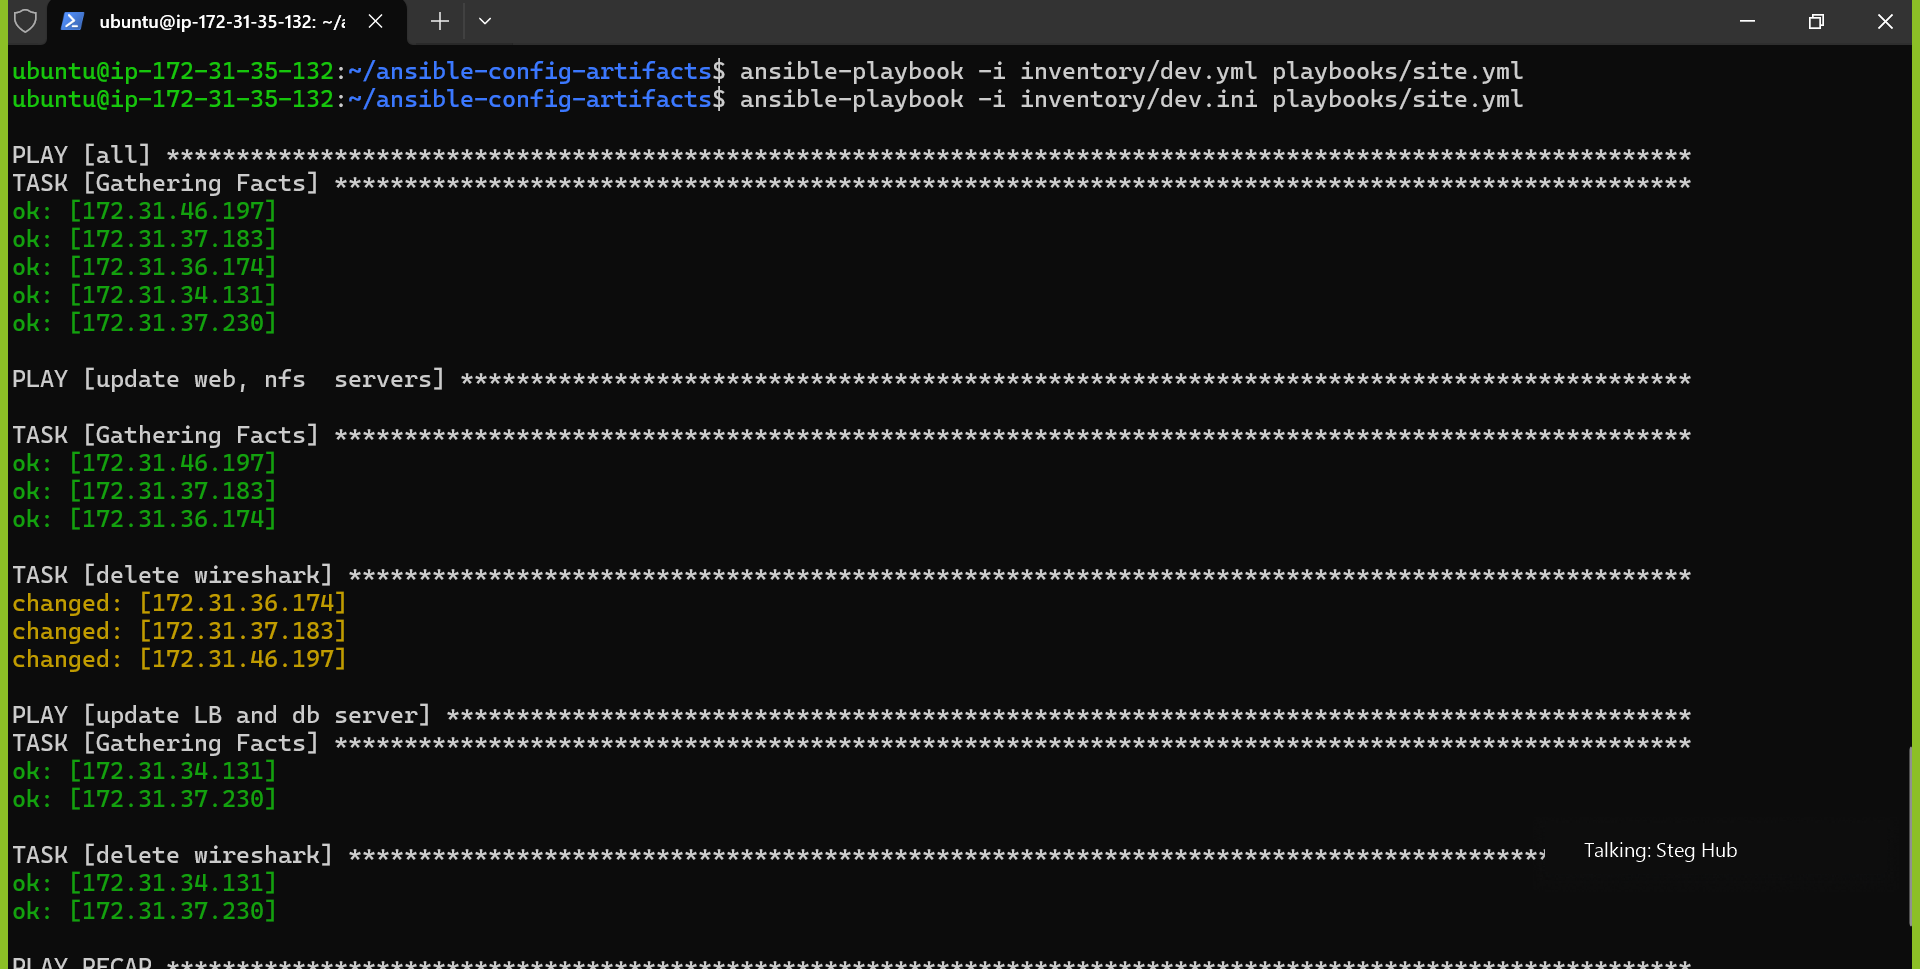 ubuntu@ip-172-31-35-132: ~/a
ubuntu@ip-172-31-35-132:~/ansible-config-artifacts$ ansible-playbook -i inventory/dev.yml playbooks/site.yml
ubuntu@ip-172-31-35-132:~/ansible-config-artifacts$ ansible-playbook -i inventory/dev.ini playbooks/site.yml
PLAY [all] *************************************************************************************************************
TASK [Gathering Facts] *************************************************************************************************
ok: [172.31.46.197]
ok: [172.31.37.183]
ok: [172.31.36.174]
ok: [172.31.34.131]
ok: [172.31.37.230]
PLAY [update web, nfs  servers] ****************************************************************************************
TASK [Gathering Facts] *************************************************************************************************
ok: [172.31.46.197]
ok: [172.31.37.183]
ok: [172.31.36.174]
TASK [delete wireshark] ************************************************************************************************
changed: [172.31.36.174]
changed: [172.31.37.183]
changed: [172.31.46.197]
PLAY [update LB and db server] *****************************************************************************************
TASK [Gathering Facts] *************************************************************************************************
ok: [172.31.34.131]
ok: [172.31.37.230]
TASK [delete wireshark] *************************************************************************************
Talking: Steg Hub
ok: [172.31.34.131]
ok: [172.31.37.230]
PLAY RECAP *************************************************************************************************************